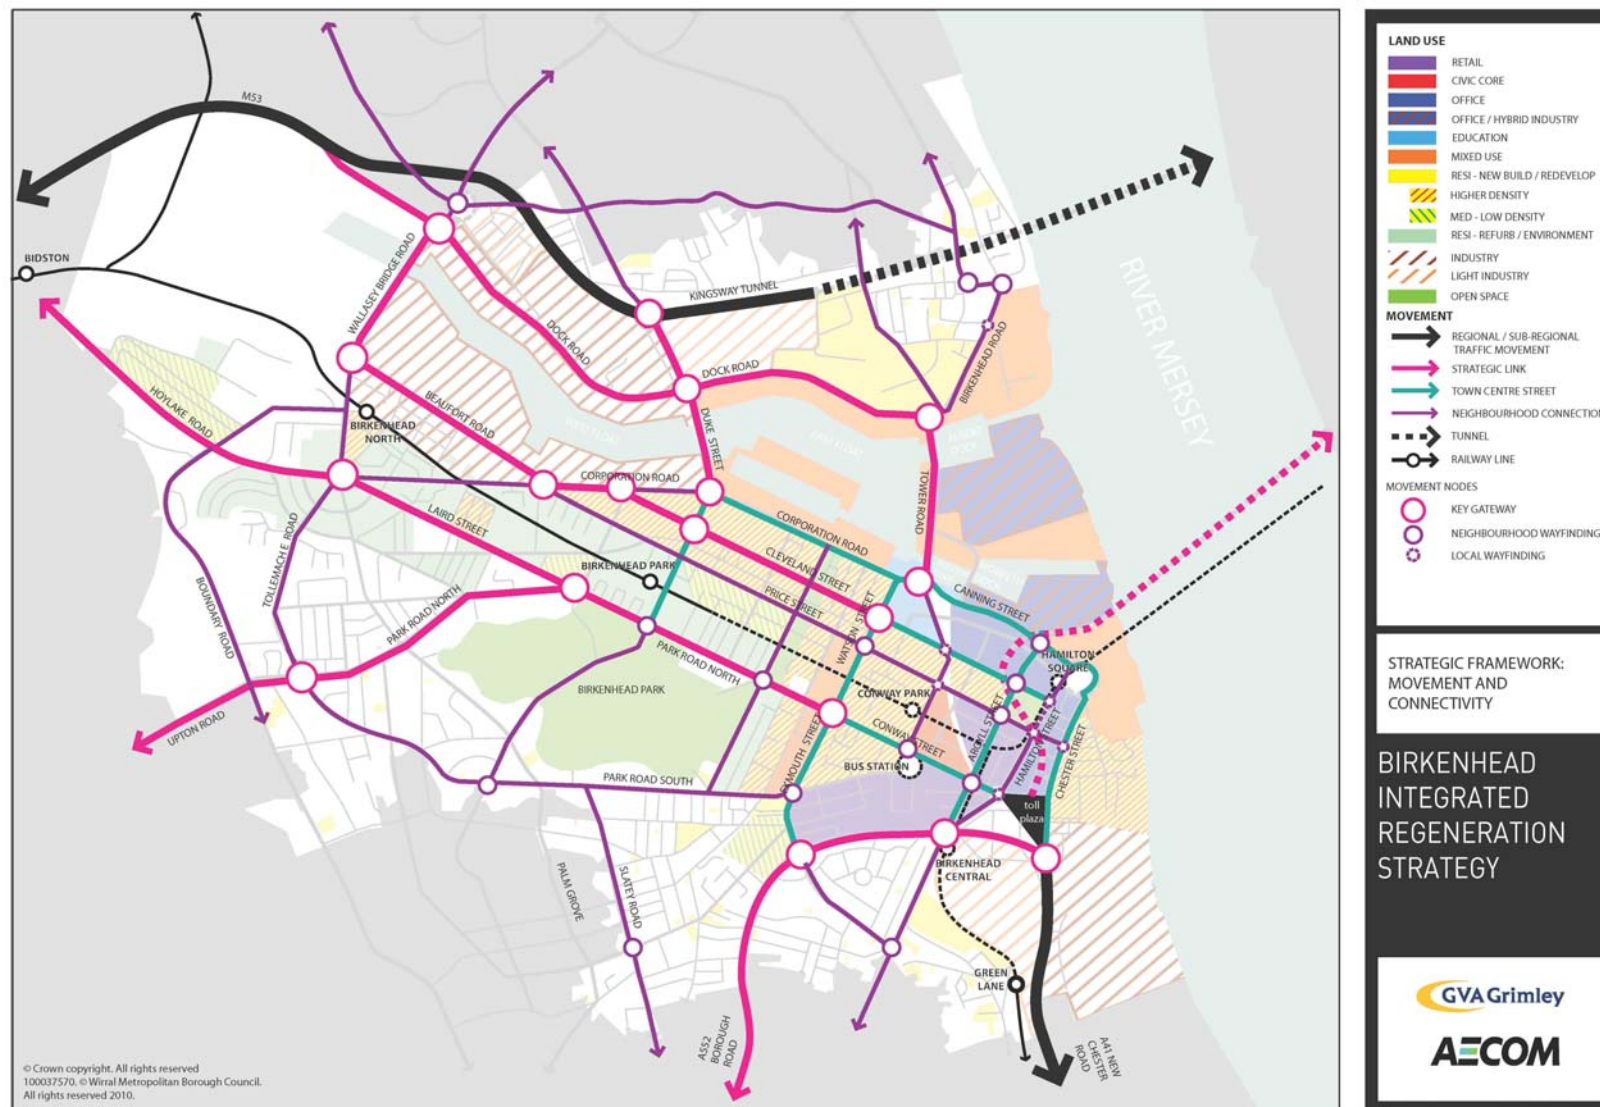 M53
BIDSTON
WALLASEY BRIDGE ROAD
KINGSWAY TUNNEL
DOCK ROAD
DOCK ROAD
BIRKENHEAD ROAD
RIVER MERSEY
HOYLAKE ROAD
BIRKENHEAD
NORTH
BEAUFORT ROAD
DUKE STREET
WEST FLOAT
EAST FLOAT
TOWER ROAD
CORPORATION ROAD
CORPORATION ROAD
LAIRD STREET
CLEVELAND STREET
TOLLEMACHE ROAD
BOUNDARY ROAD
BIRKENHEAD PARK
PRICE STREET
WATSON STREET
CANNING STREET
PARK ROAD NORTH
PARK ROAD NORTH
BIRKENHEAD PARK
HAMILTON
SQUARE
CONWAY PARK
CONWAY STREET
ARGYLL STREET
HAMILTON STREET
CHESTER STREET
UPTON ROAD
BUS STATION
PARK ROAD SOUTH
EXMOUTH STREET
toll
plaza
BIRKENHEAD
CENTRAL
PALM GROVE
SLATEY ROAD
GREEN
LANE
A552
BOROUGH
ROAD
A41 NEW
CHESTER
ROAD
© Crown copyright. All rights reserved
100037570. © Wirral Metropolitan Borough Council.
All rights reserved 2010.
LAND USE
RETAIL
CIVIC CORE
OFFICE
OFFICE / HYBRID INDUSTRY
EDUCATION
MIXED USE
RESI - NEW BUILD / REDEVELOP
HIGHER DENSITY
MED - LOW DENSITY
RESI - REFURB / ENVIRONMENT
INDUSTRY
LIGHT INDUSTRY
OPEN SPACE
MOVEMENT
REGIONAL / SUB-REGIONAL
TRAFFIC MOVEMENT
STRATEGIC LINK
TOWN CENTRE STREET
NEIGHBOURHOOD CONNECTION
TUNNEL
RAILWAY LINE
MOVEMENT NODES
KEY GATEWAY
NEIGHBOURHOOD WAYFINDING
LOCAL WAYFINDING
STRATEGIC FRAMEWORK:
MOVEMENT AND
CONNECTIVITY
BIRKENHEAD
INTEGRATED
REGENERATION
STRATEGY
GVA Grimley
AECOM